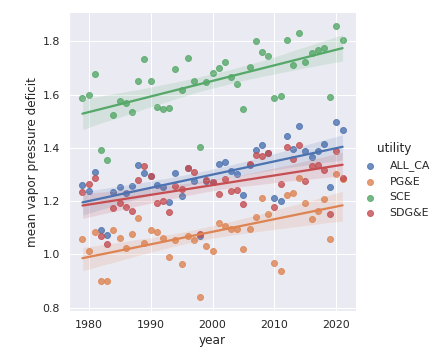 1.8
1.6
1.4
1.2
1.0
0.8
mean vapor pressure deficit
1980
1990
2000
2010
2020
year
utility
ALL_CA
PG&E
SCE
SDG&E